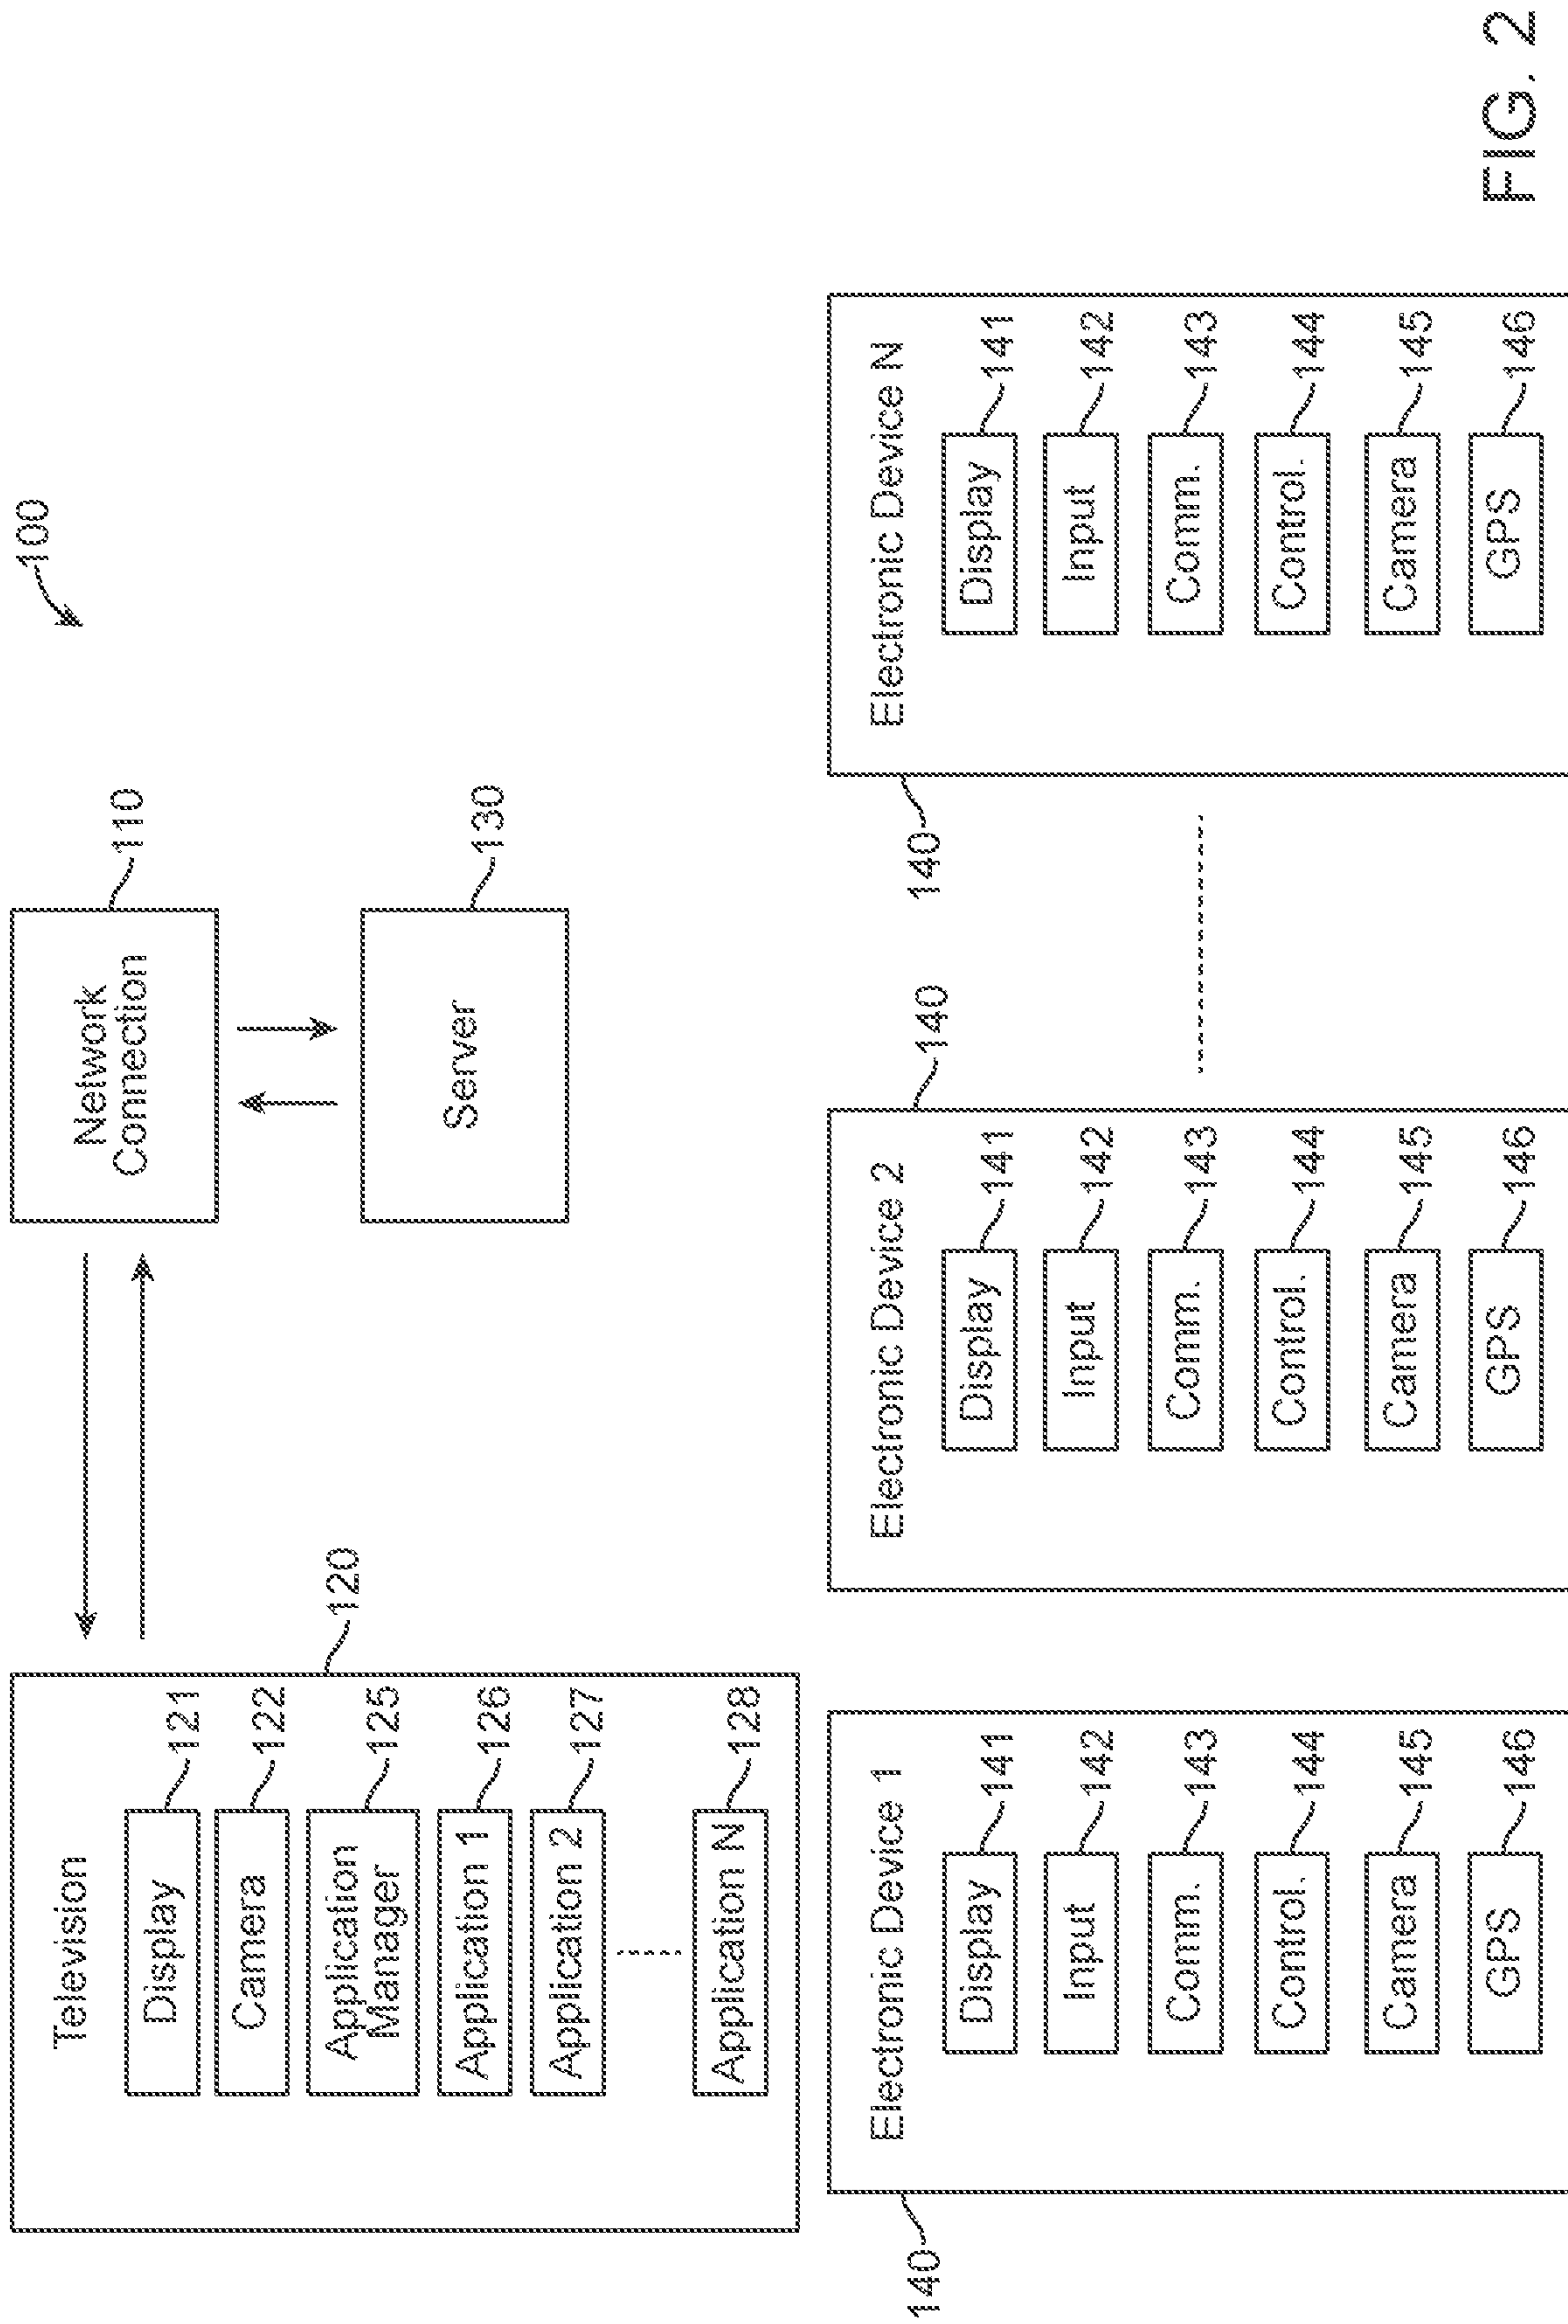 100
Television
Display
121
Camera
122
Application
Manager
125
Application 1
126
Application 2
127
Application N
128
120
Network
Connection
110
Server
130
Electronic Device 1
Display
141
Input
142
Comm.
143
Control.
144
Camera
145
GPS
146
140
Electronic Device 2
Display
141
Input
142
Comm.
143
Control.
144
Camera
145
GPS
146
140
Electronic Device N
Display
141
Input
142
Comm.
143
Control.
144
Camera
145
GPS
146
140
FIG. 2